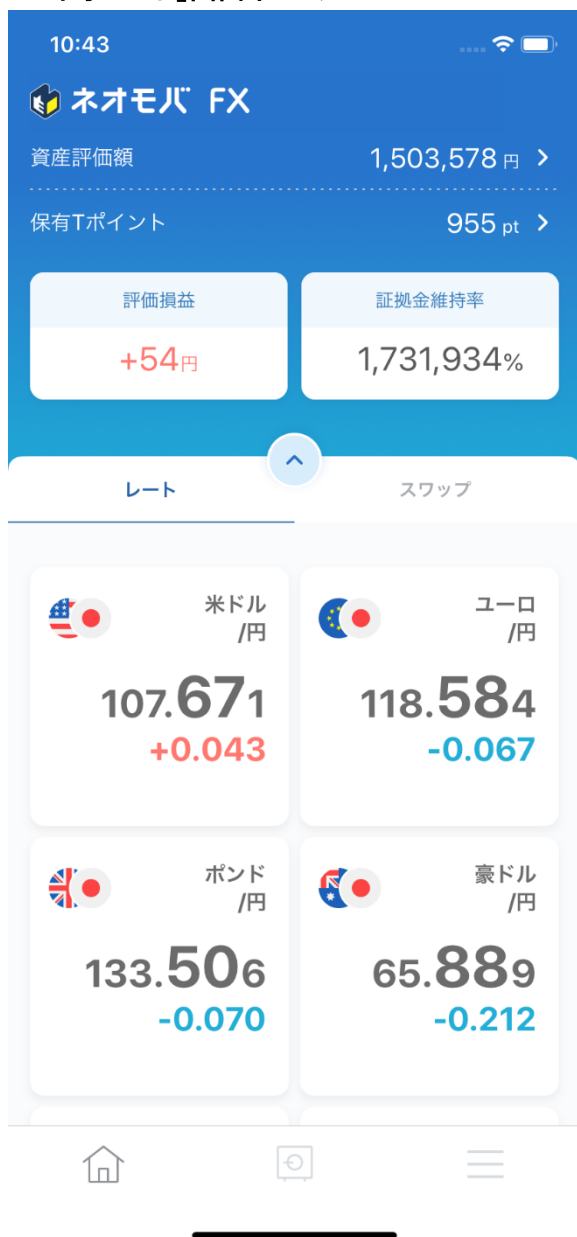 10:43
ネオモバ FX
資産評価額 1,503,578 円
保有Tポイント 955 pt
評価損益 証拠金維持率
+54円 1,731,934%
レート スワップ
米ドル
/円
107.671
+0.043
ユーロ
/円
118.584
-0.067
ポンド
/円
133.506
-0.070
豪ドル
/円
65.889
-0.212